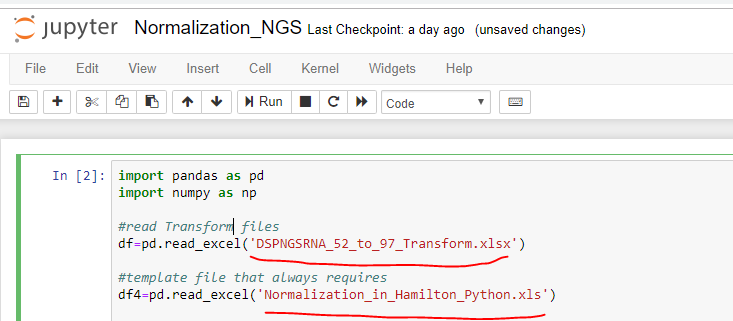 jupyter Normalization_NGS Last Checkpoint: a day ago (unsaved changes)
File Edit View Insert Cell Kernel Widgets Help
Run Code
In [2]: import pandas as pd
import numpy as np
#read Transform files
df=pd.read_excel('DSPNGSRNA_52_to_97_Transform.xlsx')
#template file that always requires
df4=pd.read_excel('Normalization_in_Hamilton_Python.xls')